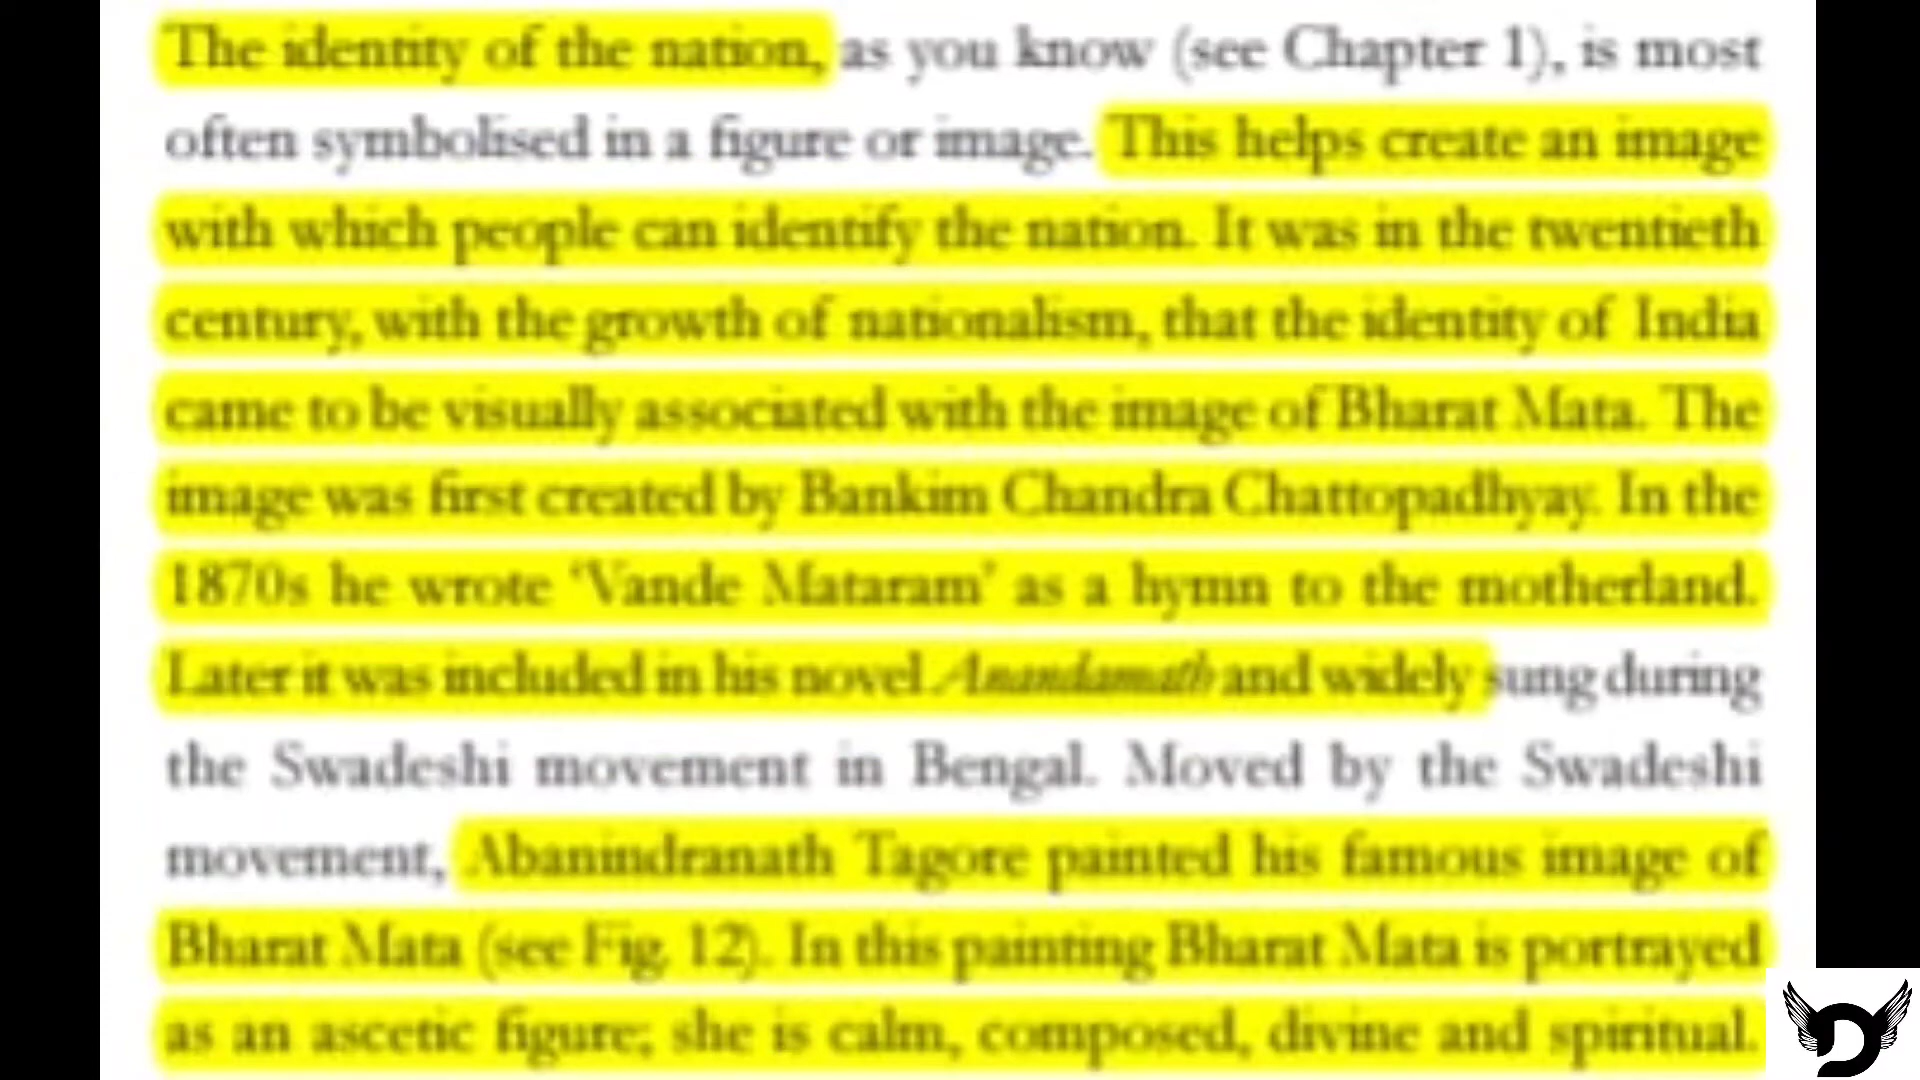 The identity of the nation, as you know (see Chapter 1), is most
often symbolised in a figure or image. This helps create an image
with which people can identify the nation. It was in the twentieth
century, with the growth of nationalism, that the identity of India
came to be visually associated with the image of Bharat Mata. The
image was first created by Bankim Chandra Chattopadhyay. In the
1870s he wrote ‘Vande Mataram’ as a hymn to the motherland.
Later it was included in his novel Anandamath and widely sung during
the Swadeshi movement in Bengal. Moved by the Swadeshi
movement, Abanindranath Tagore painted his famous image of
Bharat Mata (see Fig. 12). In this painting Bharat Mata is portrayed
as an ascetic figure; she is calm, composed, divine and spiritual.
D